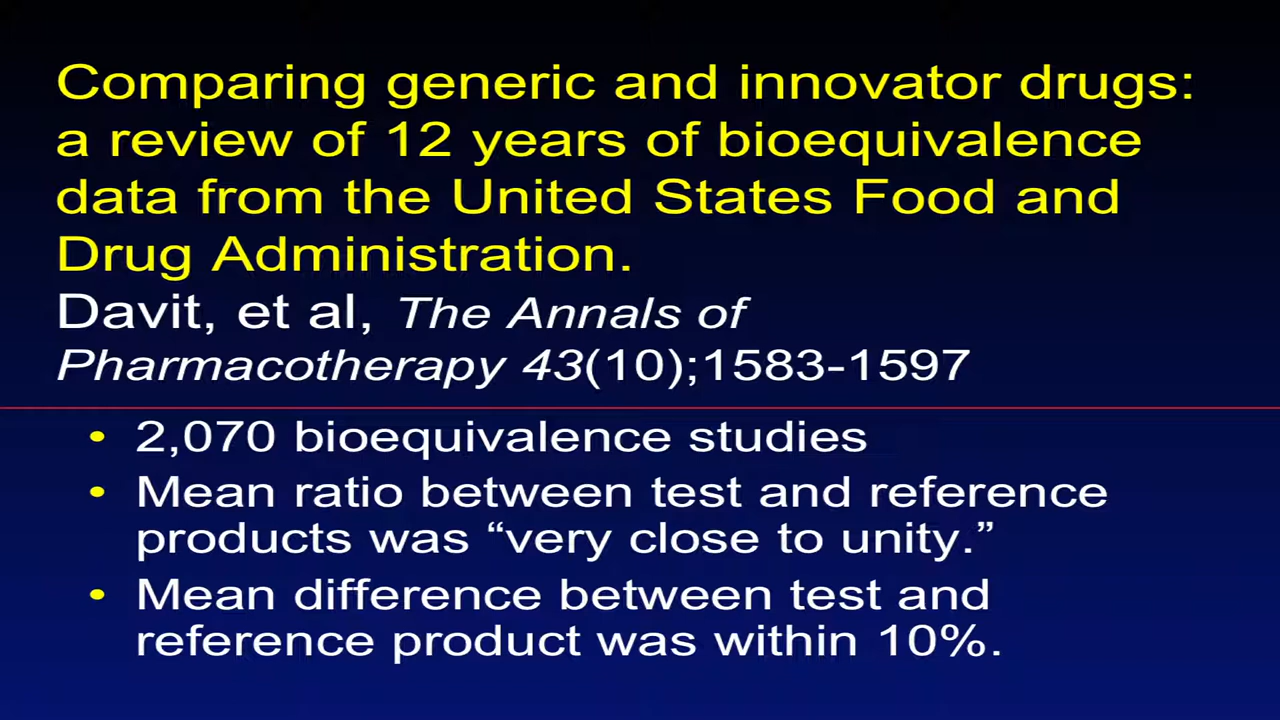 Comparing generic and innovator drugs:
a review of 12 years of bioequivalence
data from the United States Food and
Drug Administration.
Davit, et al, The Annals of
Pharmacotherapy 43(10);1583-1597
• 2,070 bioequivalence studies
• Mean ratio between test and reference
products was “very close to unity.”
• Mean difference between test and
reference product was within 10%.